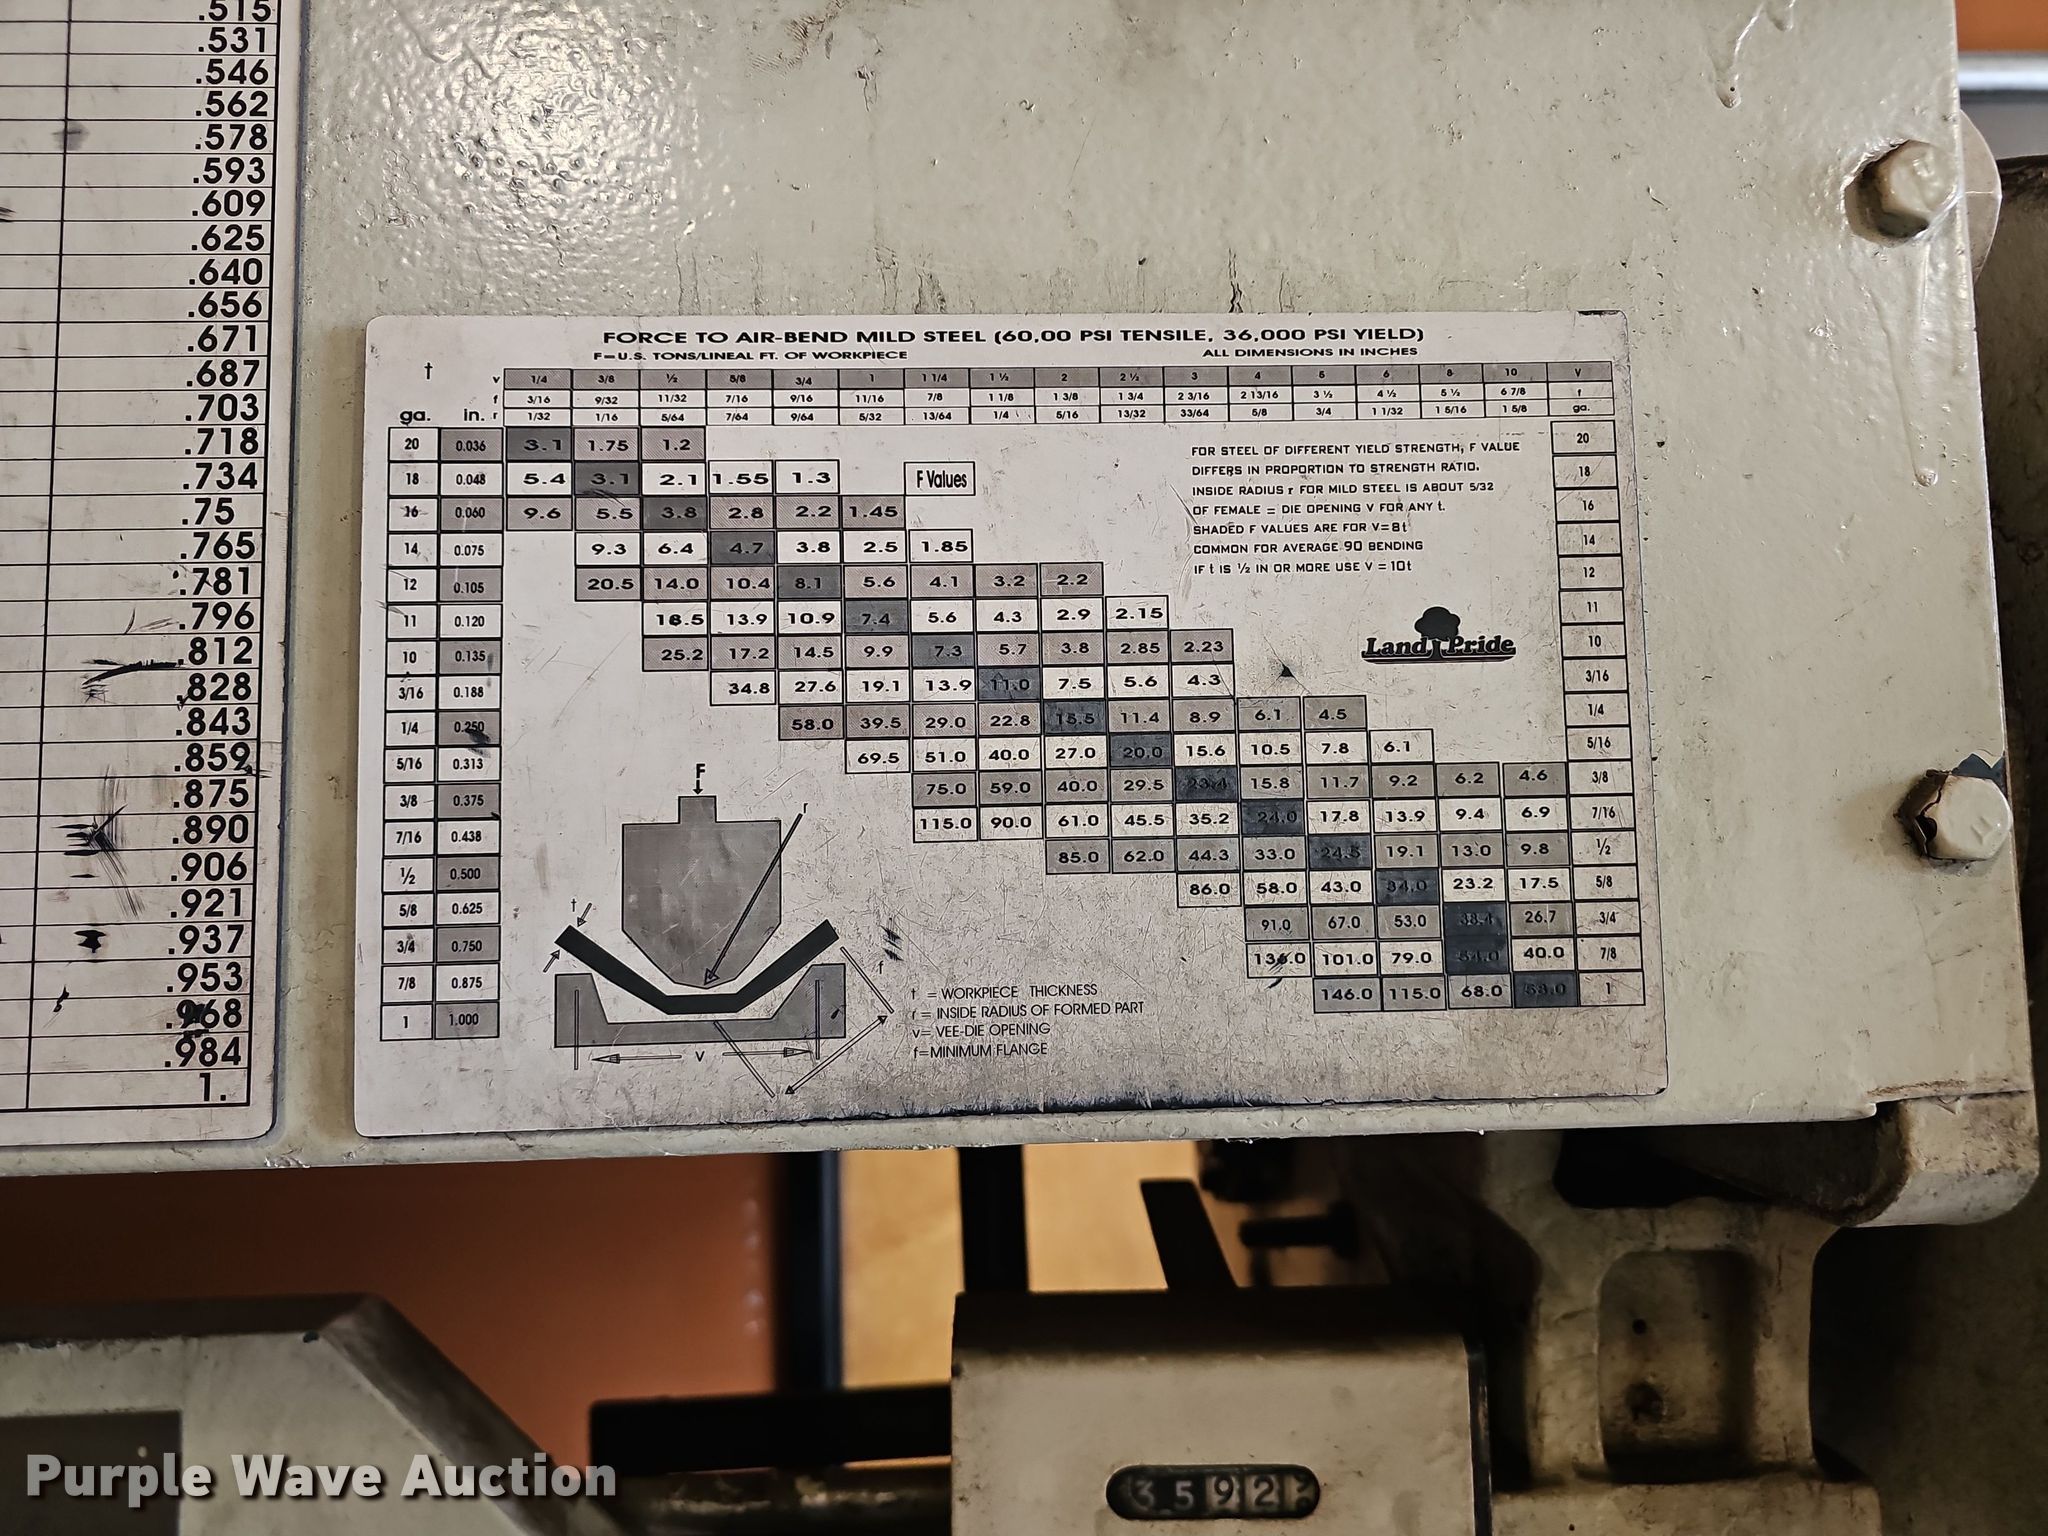 .515
.531
.546
.562
.578
.593
.609
.625
.640
.656
.671
.687
.703
.718
.734
.75
.765
.781
.796
.812
.828
.843
.859
.875
.890
.906
.921
.937
.953
.968
.984
1.
FORCE TO AIR-BEND MILD STEEL (60,00 PSI TENSILE, 36,000 PSI YIELD)
F=U.S. TONS/LINEAL FT. OF WORKPIECE ALL DIMENSIONS IN INCHES
t v 1/4 3/8 ½ 5/8 3/4 1 1 1/4 1 ½ 2 2 ½ 3 4 5 6 8 10 V
f 3/16 9/32 11/32 7/16 9/16 11/16 7/8 1 1/8 1 3/8 1 3/4 2 3/16 2 13/16 3 ½ 4 ½ 5 ½ 6 7/8 f
ga. in. r 1/32 1/16 5/64 7/64 9/64 5/32 13/64 1/4 5/16 13/32 33/64 5/8 3/4 1 1/32 1 5/16 1 5/8 ga.
20 0.036 3.1 1.75 1.2 20
18 0.048 5.4 3.1 2.1 1.55 1.3 F Values 18
16 0.060 9.6 5.5 3.8 2.8 2.2 1.45 16
14 0.075 9.3 6.4 4.7 3.8 2.5 1.85 14
12 0.105 20.5 14.0 10.4 8.1 5.6 4.1 3.2 2.2 12
11 0.120 18.5 13.9 10.9 7.4 5.6 4.3 2.9 2.15 11
10 0.135 25.2 17.2 14.5 9.9 7.3 5.7 3.8 2.85 2.23 10
3/16 0.188 34.8 27.6 19.1 13.9 11.0 7.5 5.6 4.3 3/16
1/4 0.250 58.0 39.5 29.0 22.8 15.5 11.4 8.9 6.1 4.5 1/4
5/16 0.313 69.5 51.0 40.0 27.0 20.0 15.6 10.5 7.8 6.1 5/16
3/8 0.375 75.0 59.0 40.0 29.5 23.4 15.8 11.7 9.2 6.2 4.6 3/8
7/16 0.438 115.0 90.0 61.0 45.5 35.2 24.0 17.8 13.9 9.4 6.9 7/16
½ 0.500 85.0 62.0 44.3 33.0 24.5 19.1 13.0 9.8 ½
5/8 0.625 86.0 58.0 43.0 34.0 23.2 17.5 5/8
3/4 0.750 91.0 67.0 53.0 38.4 26.7 3/4
7/8 0.875 136.0 101.0 79.0 54.0 40.0 7/8
1 1.000 146.0 115.0 68.0 58.0 1
FOR STEEL OF DIFFERENT YIELD STRENGTH, F VALUE
DIFFERS IN PROPORTION TO STRENGTH RATIO.
INSIDE RADIUS r FOR MILD STEEL IS ABOUT 5/32
OF FEMALE = DIE OPENING V FOR ANY t.
SHADED F VALUES ARE FOR V=8t
COMMON FOR AVERAGE 90 BENDING
IF t IS ½ IN OR MORE USE V = 10t
Land Pride
F
r
t
f
v
t = WORKPIECE THICKNESS
r = INSIDE RADIUS OF FORMED PART
v= VEE-DIE OPENING
f=MINIMUM FLANGE
3592
Purple Wave Auction